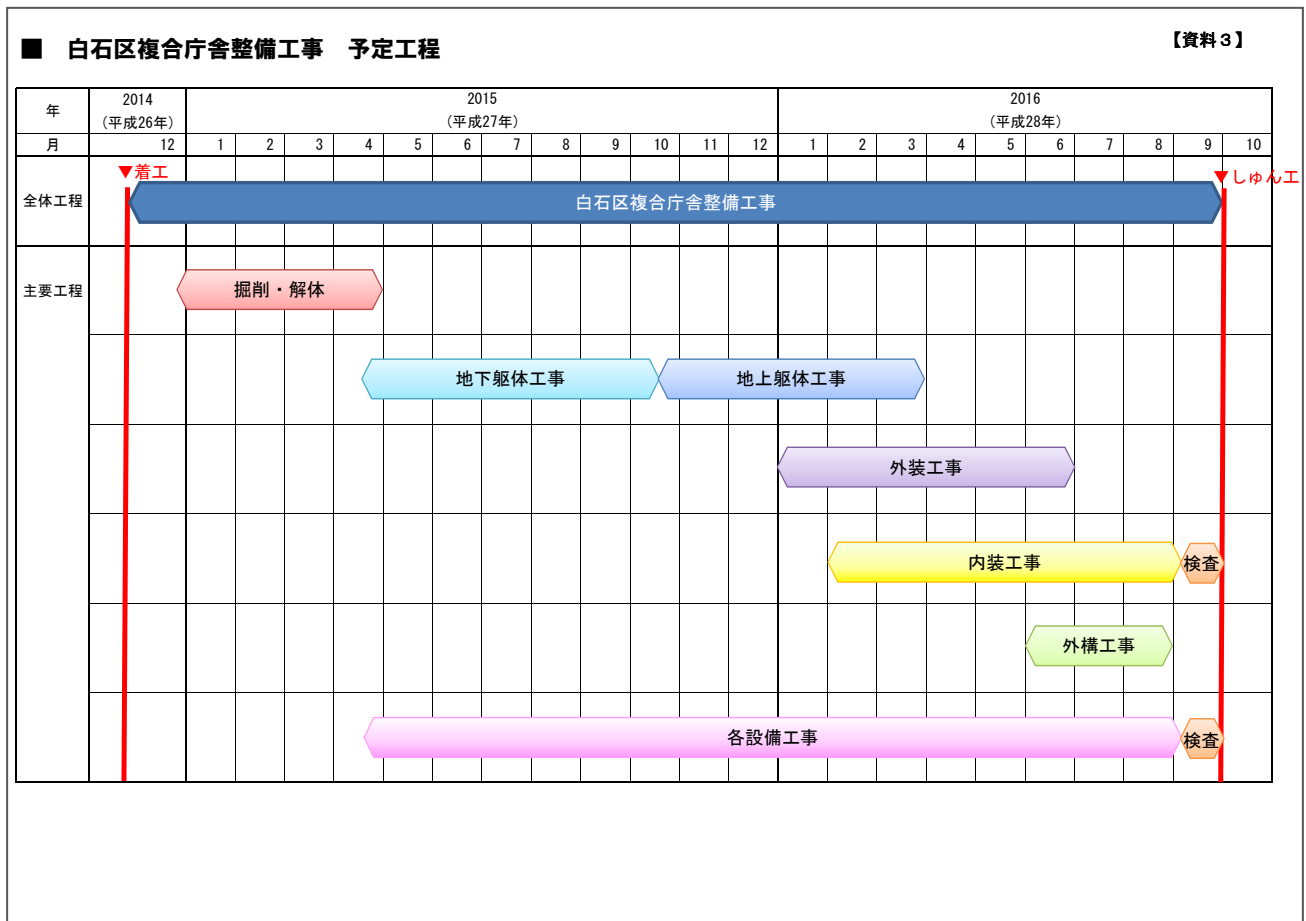 ■　白石区複合庁舎整備工事　予定工程
【資料３】
年 2014 2015 2016
(平成26年) (平成27年) (平成28年)
月 12 1 2 3 4 5 6 7 8 9 10 11 12 1 2 3 4 5 6 7 8 9 10
▼着工 ▼しゅん工
全体工程 白石区複合庁舎整備工事
主要工程 掘削・解体
地下躯体工事 地上躯体工事
外装工事
内装工事 検査
外構工事
各設備工事 検査